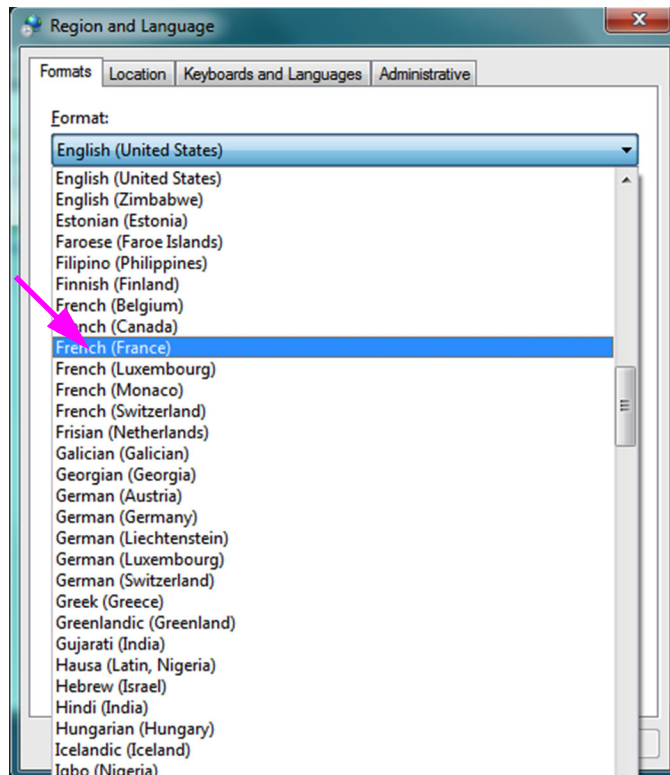 Region and Language
Formats Location Keyboards and Languages Administrative
Format:
English (United States)
English (United States)
English (Zimbabwe)
Estonian (Estonia)
Faroese (Faroe Islands)
Filipino (Philippines)
Finnish (Finland)
French (Belgium)
French (Canada)
French (France)
French (Luxembourg)
French (Monaco)
French (Switzerland)
Frisian (Netherlands)
Galician (Galician)
Georgian (Georgia)
German (Austria)
German (Germany)
German (Liechtenstein)
German (Luxembourg)
German (Switzerland)
Greek (Greece)
Greenlandic (Greenland)
Gujarati (India)
Hausa (Latin, Nigeria)
Hebrew (Israel)
Hindi (India)
Hungarian (Hungary)
Icelandic (Iceland)
Igbo (Nigeria)